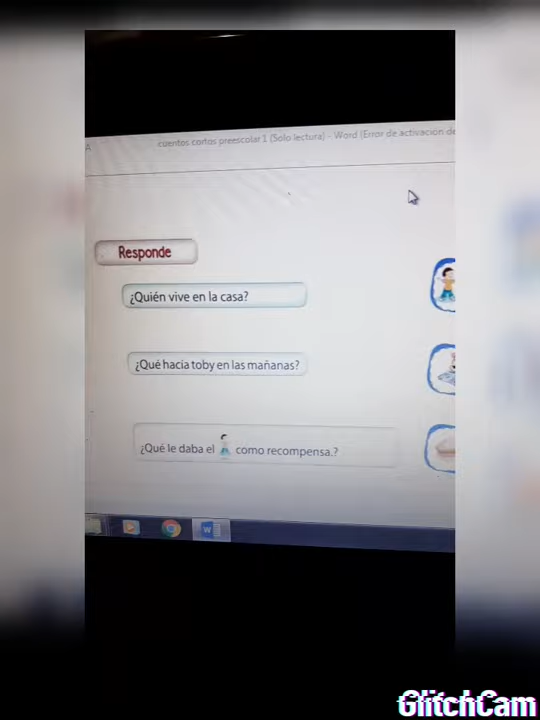 A
cuentos cortos preescolar 1 (Solo lectura) - Word (Error de activación de
Responde
¿Quién vive en la casa?
¿Qué hacía toby en las mañanas?
¿Qué le daba el como recompensa.?
W
GlitchCam